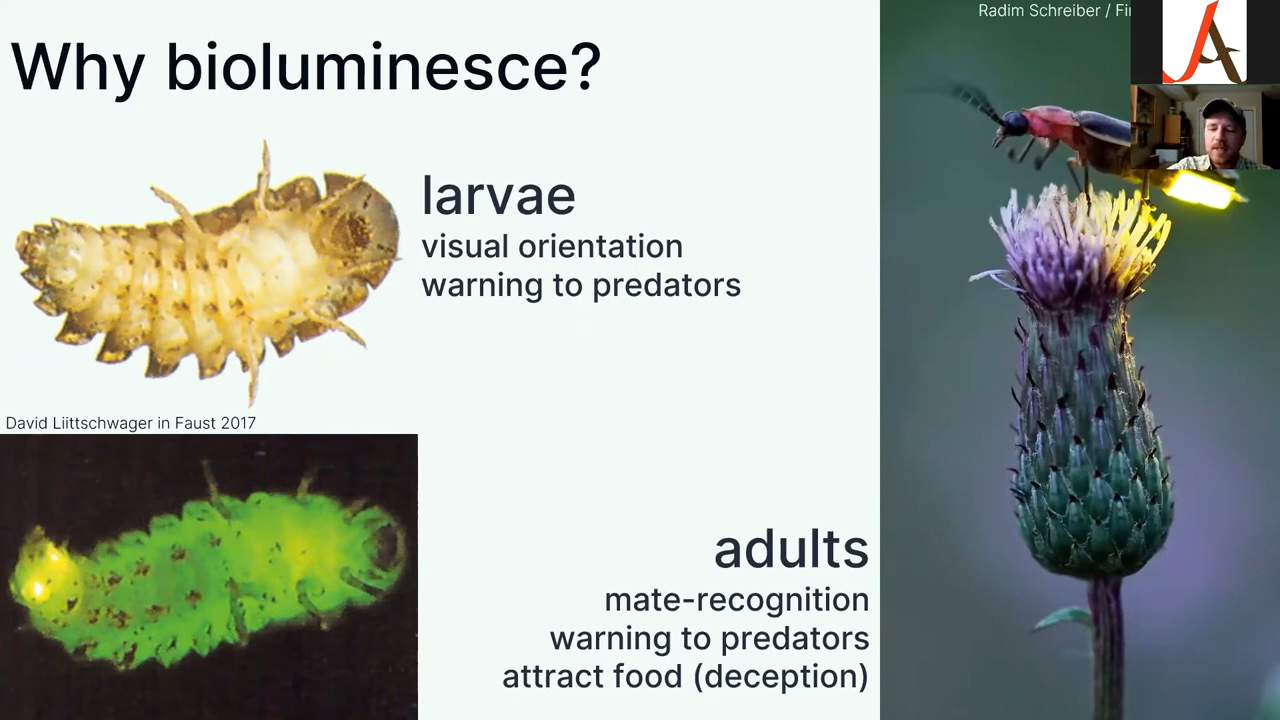 Radim Schreiber /
Why bioluminesce?
larvae
visual orientation
warning to predators
David Liittschwager in Faust 2017
adults
mate-recognition
warning to predators
attract food (deception)